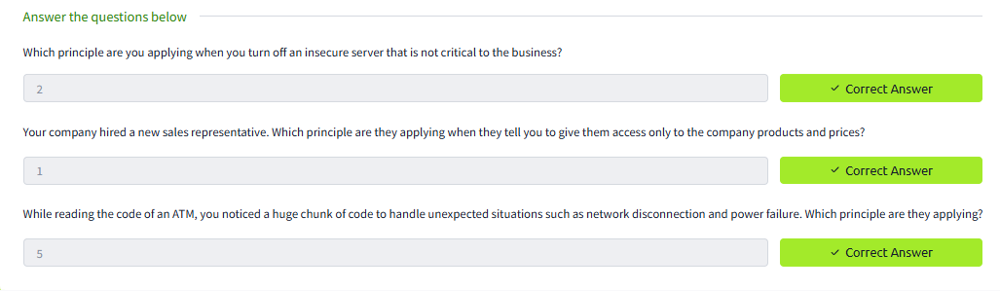 Answer the questions below
Which principle are you applying when you turn off an insecure server that is not critical to the business?
2
✓ Correct Answer
Your company hired a new sales representative. Which principle are they applying when they tell you to give them access only to the company products and prices?
1
✓ Correct Answer
While reading the code of an ATM, you noticed a huge chunk of code to handle unexpected situations such as network disconnection and power failure. Which principle are they applying?
5
✓ Correct Answer